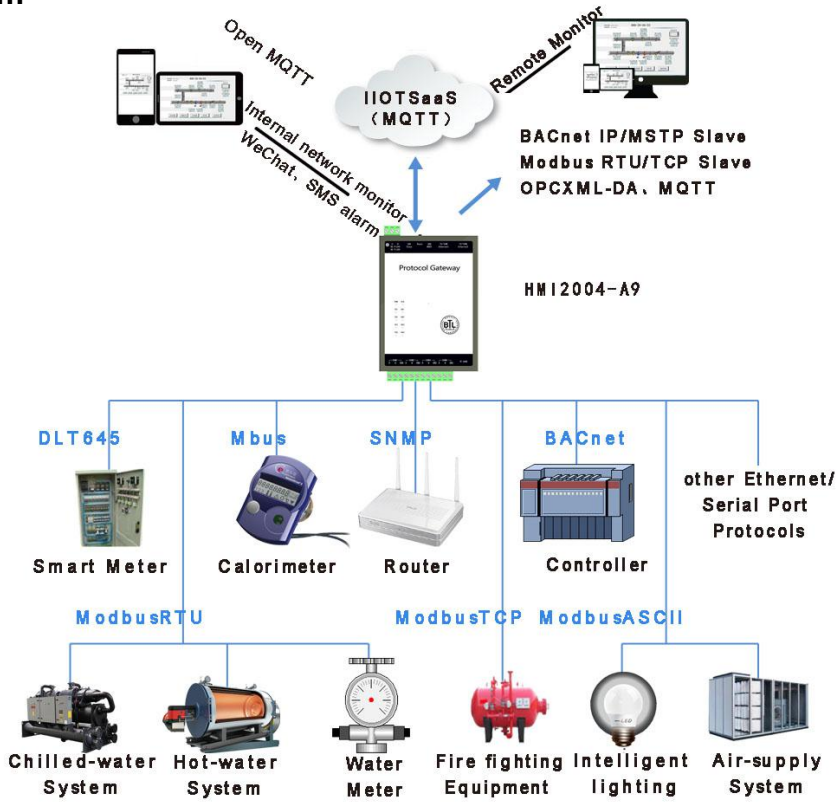 Open MQTT
Remote Monitor
IIOTSaaS
(MQTT)
Internal network monitor
WeChat、SMS alarm
BACnet IP/MSTP Slave
Modbus RTU/TCP Slave
OPCXML-DA、MQTT
Protocol Gateway
BTL
HMI2004-A9
DLT645
Mbus
SNMP
BACnet
other Ethernet/
Serial Port
Protocols
Smart Meter
Calorimeter
Router
Controller
ModbusRTU
ModbusTCP
ModbusASCII
Chilled-water
System
Hot-water
System
Water
Meter
Fire fighting
Equipment
Intelligent
lighting
Air-supply
System